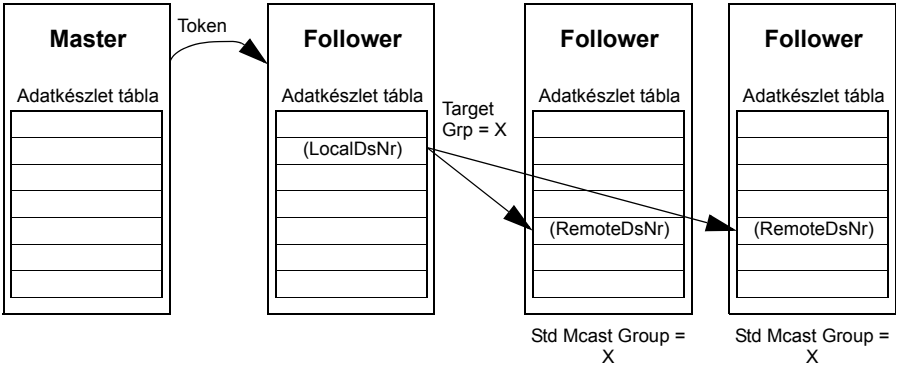 Token
Master
Follower
Follower
Follower
Adatkészlet tábla
Adatkészlet tábla
Adatkészlet tábla
Adatkészlet tábla
Target
Grp = X
(LocalDsNr)
(RemoteDsNr)
(RemoteDsNr)
Std Mcast Group =
X
Std Mcast Group =
X